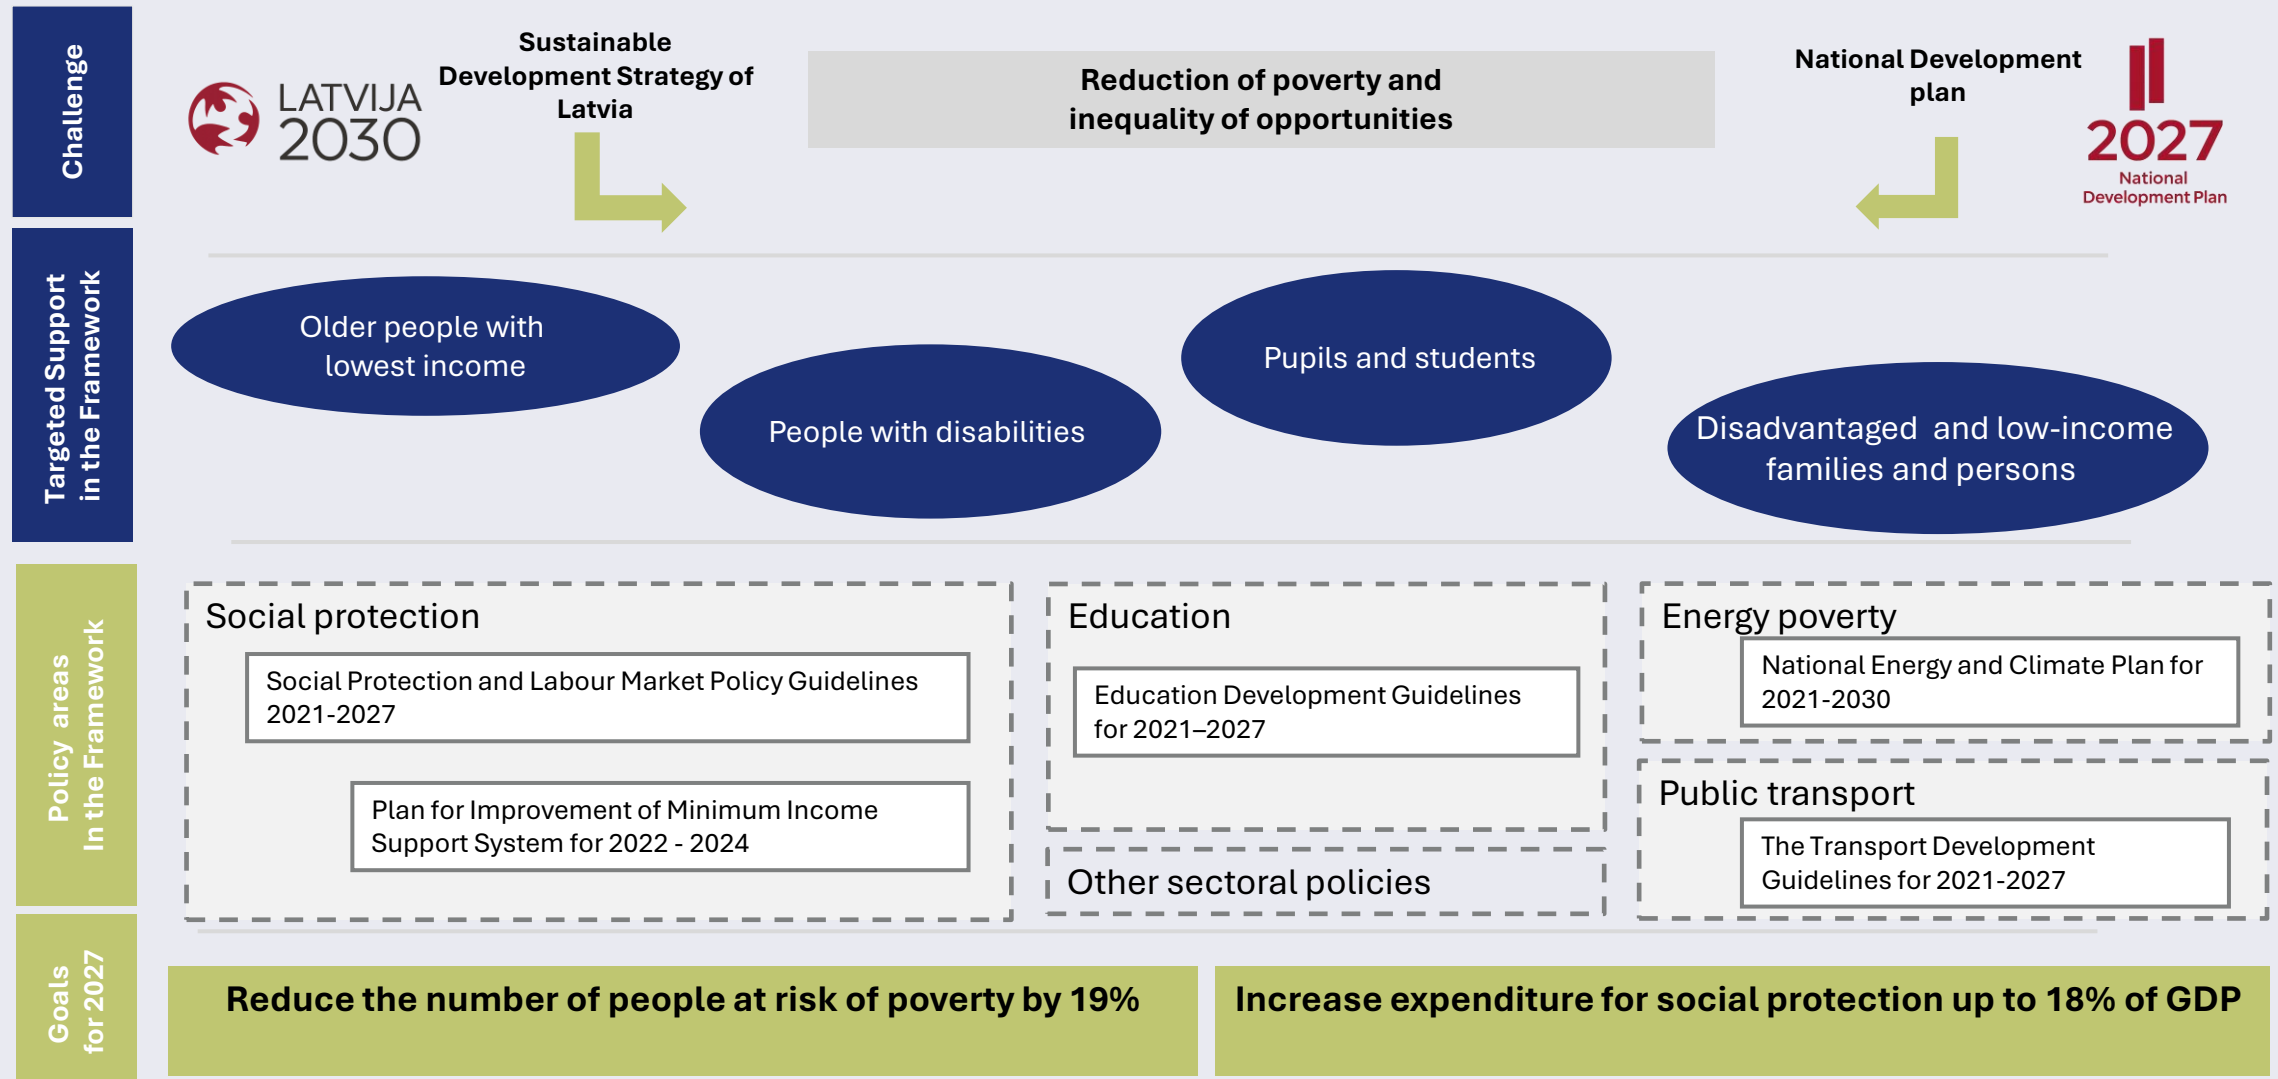 Challenge
LATVIJA
2030
Sustainable
Development Strategy of
Latvia
Reduction of poverty and
inequality of opportunities
National Development
plan
2027
National
Development Plan
Targeted Support
in the Framework
Older people with
lowest income
People with disabilities
Pupils and students
Disadvantaged  and low-income
families and persons
Policy  areas
In the Framework
Social protection
Social Protection and Labour Market Policy Guidelines
2021-2027
Plan for Improvement of Minimum Income
Support System for 2022 - 2024
Education
Education Development Guidelines
for 2021–2027
Other sectoral policies
Energy poverty
National Energy and Climate Plan for
2021-2030
Public transport
The Transport Development
Guidelines for 2021-2027
Goals
for 2027
Reduce the number of people at risk of poverty by 19%
Increase expenditure for social protection up to 18% of GDP